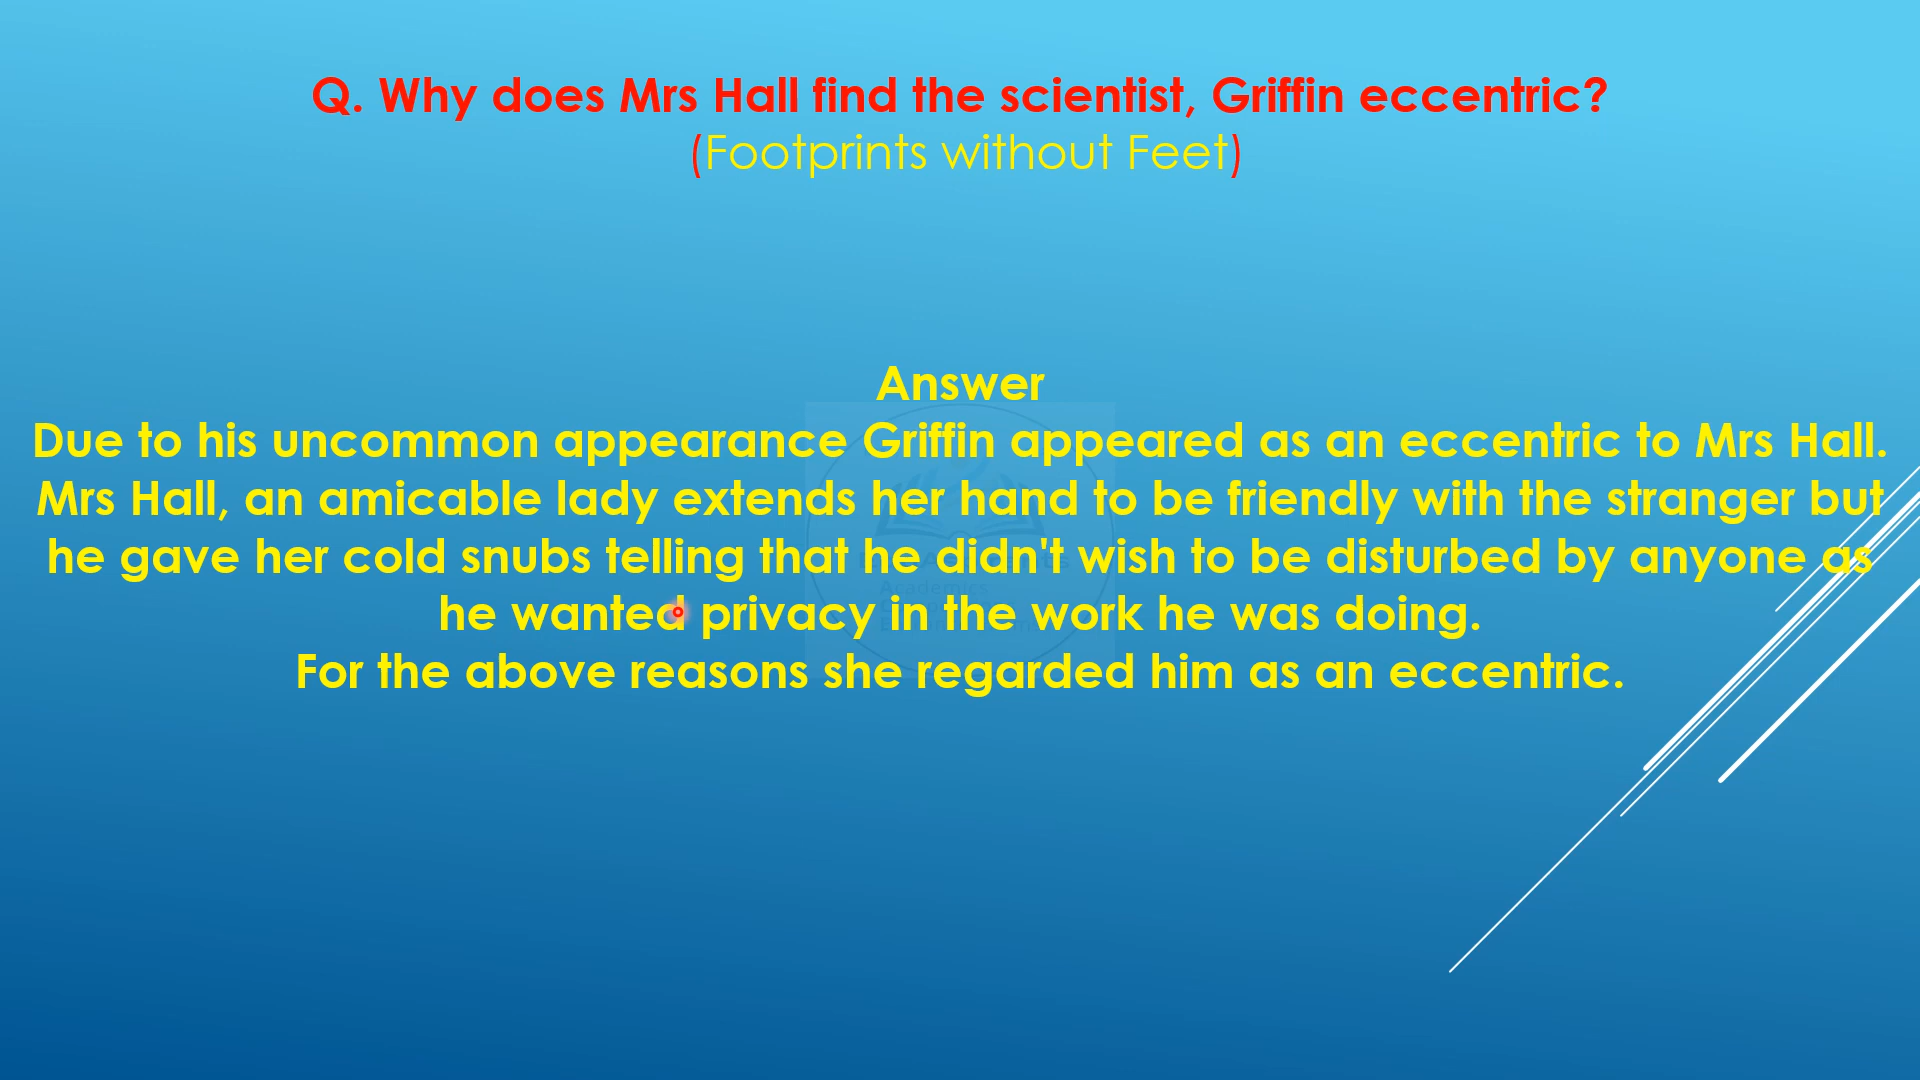 Q. Why does Mrs Hall find the scientist, Griffin eccentric?
(Footprints without Feet)
Answer
Due to his uncommon appearance Griffin appeared as an eccentric to Mrs Hall.
Mrs Hall, an amicable lady extends her hand to be friendly with the stranger but
he gave her cold snubs telling that he didn't wish to be disturbed by anyone as
he wanted privacy in the work he was doing.
For the above reasons she regarded him as an eccentric.
Academics